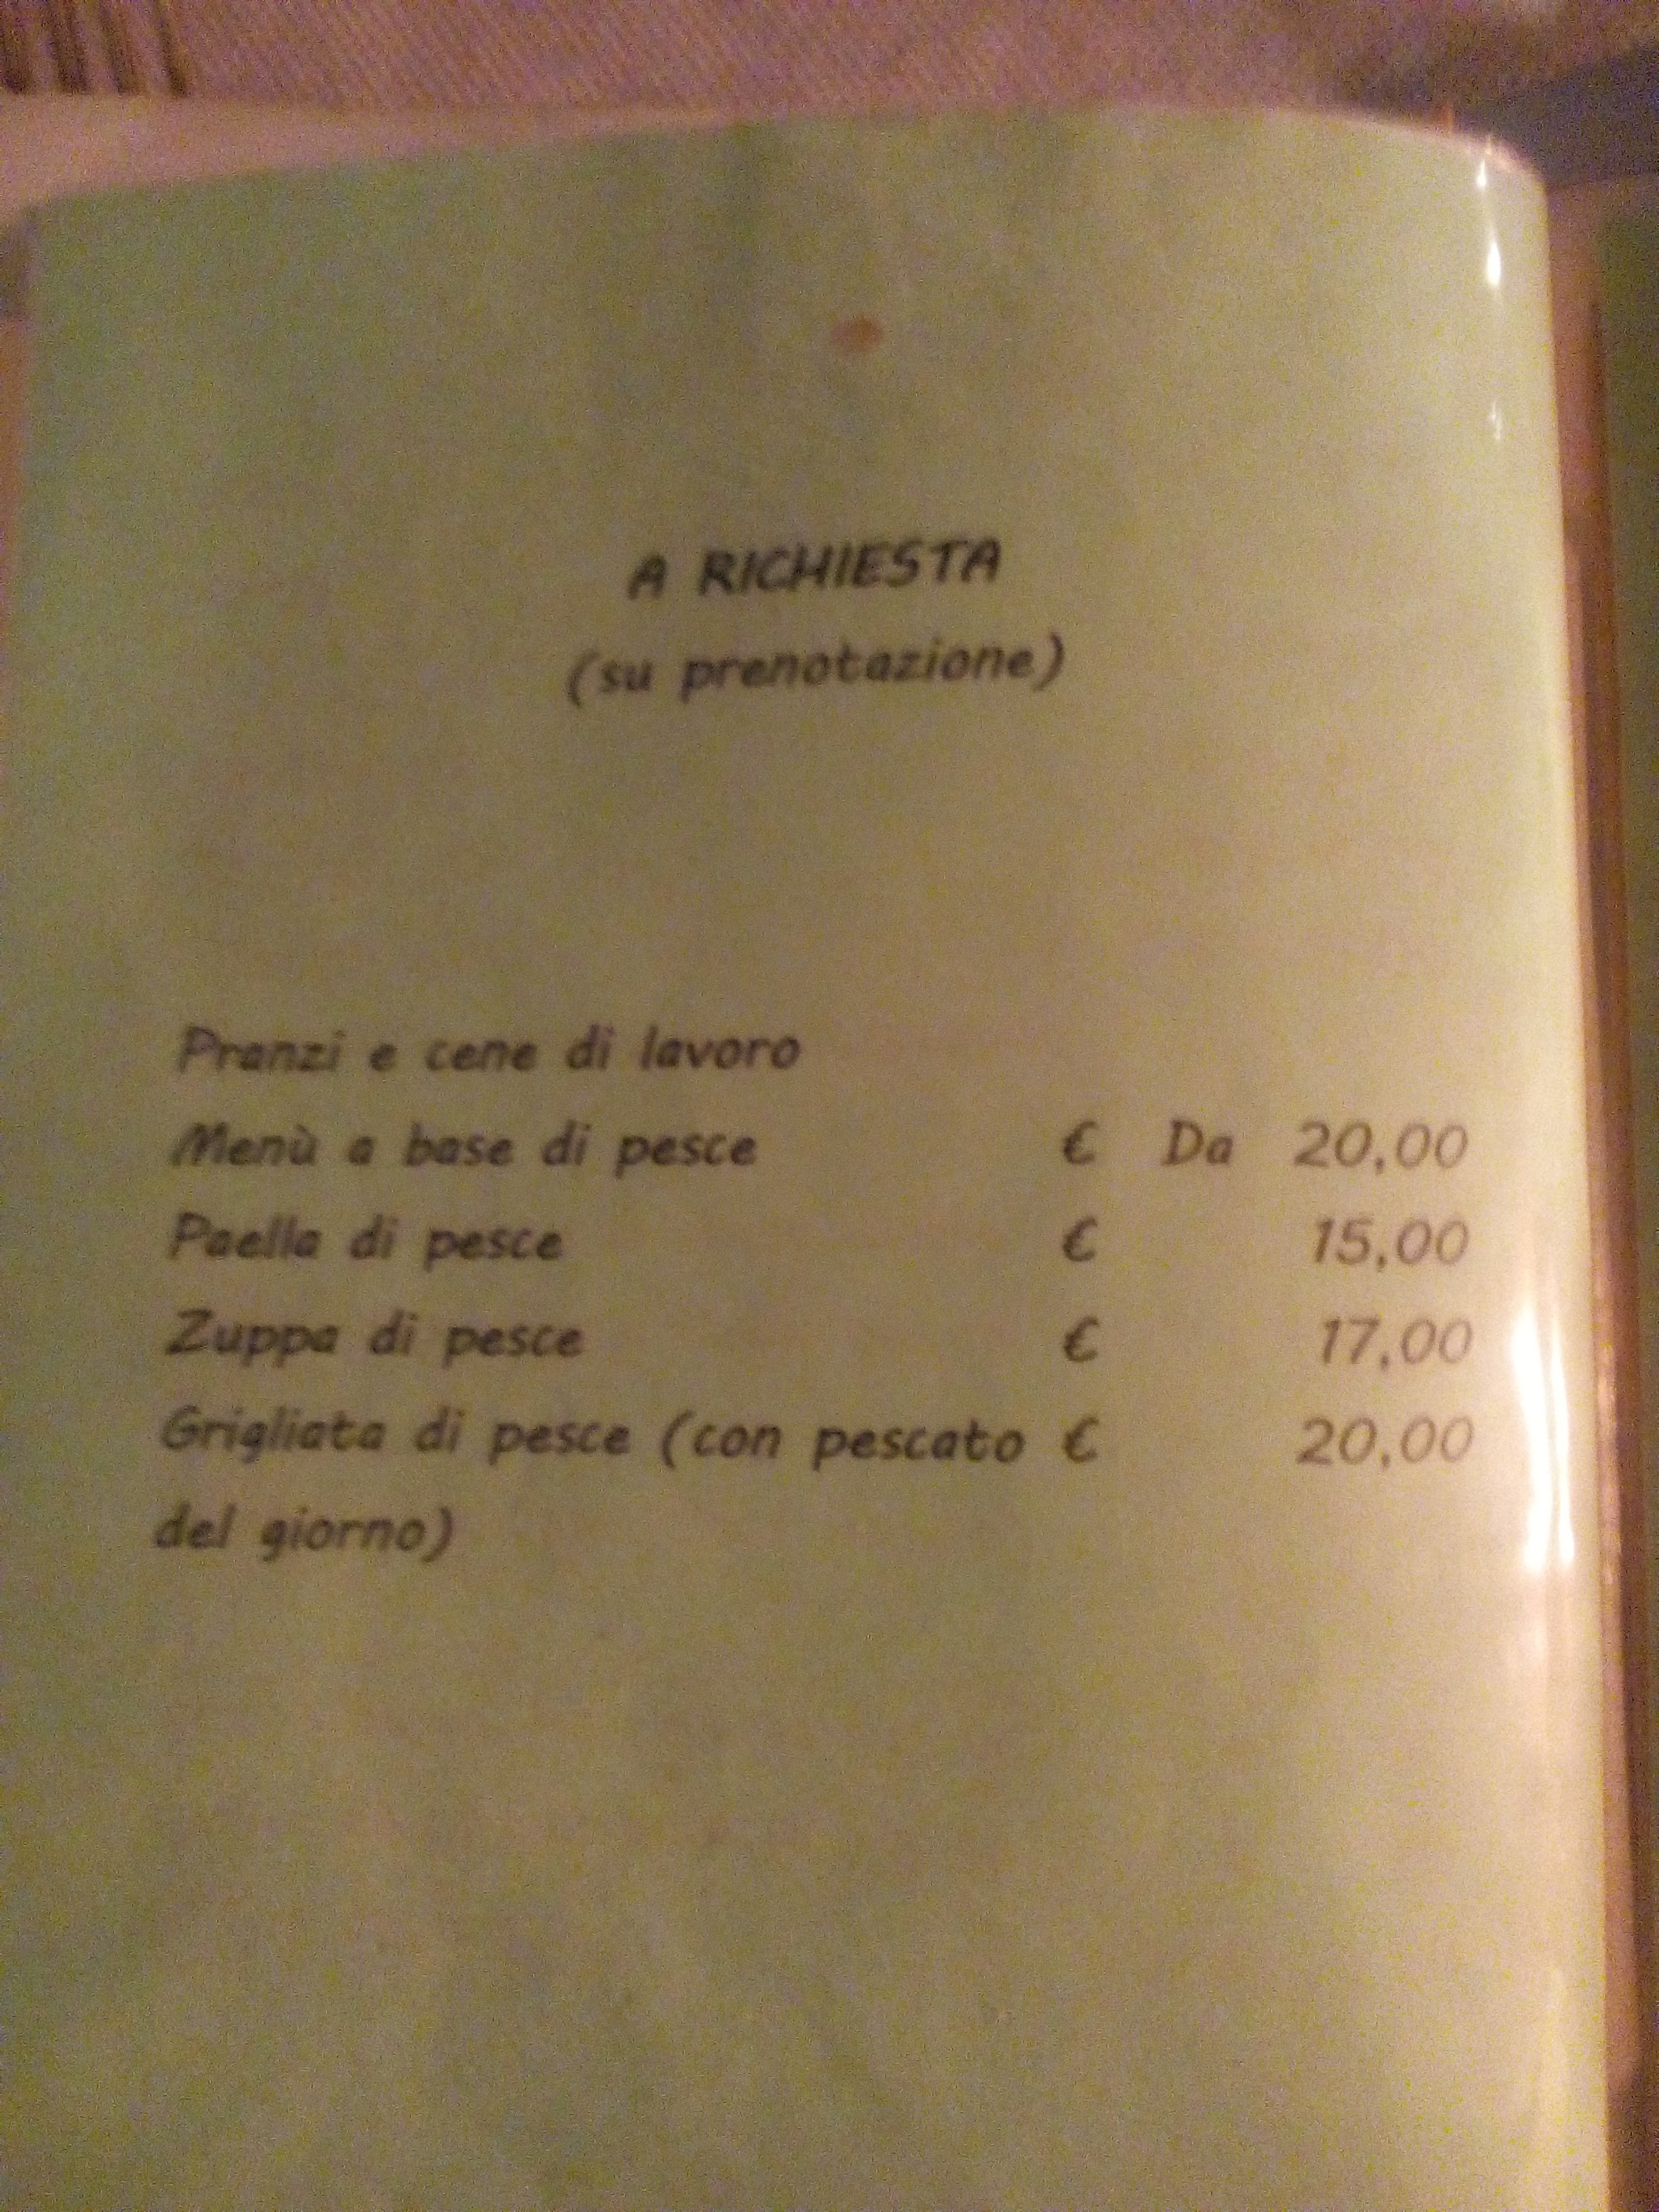 A RICHIESTA
(su prenotazione)
Pranzi e cene di lavoro
Menù a base di pesce € Da 20,00
Paella di pesce € 15,00
Zuppa di pesce € 17,00
Grigliata di pesce (con pescato € 20,00
del giorno)